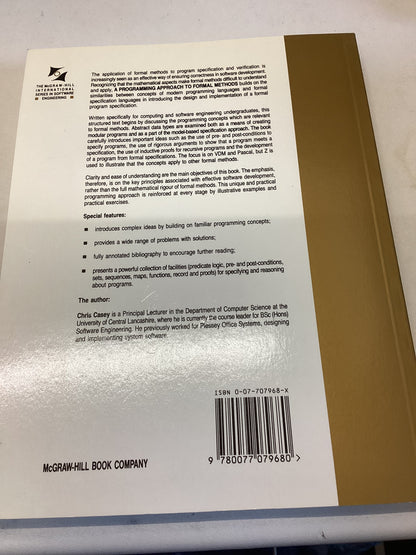 THE McGRAW-HILL
INTERNATIONAL
SERIES IN SOFTWARE
ENGINEERING
The application of formal methods to program specification and verification is
increasingly seen as an effective way of ensuring correctness in software development.
Recognizing that the mathematical aspects make formal methods difficult to understand
and apply, A PROGRAMMING APPROACH TO FORMAL METHODS builds on the
similarities between concepts of modern programming languages and formal
specification languages in introducing the design and implementation of a formal
program specification.
Written specifically for computing and software engineering undergraduates, this
structured text begins by discussing the programming concepts which are relevant
to formal methods. Abstract data types are examined both as a means of creating
modular programs and as a part of the model-based specification approach. The book
carefully introduces important ideas such as the use of pre- and post-conditions to
specify programs, the use of rigorous arguments to show that a program meets a
specification, the use of inductive proofs for recursive programs and the development
of a program from formal specifications. The focus is on VDM and Pascal, but Z is
used to illustrate that the concepts apply to other formal methods.
Clarity and ease of understanding are the main objectives of this book. The emphasis,
therefore, is on the key principles associated with effective software development,
rather than the full mathematical rigour of formal methods. This unique and practical
programming approach is reinforced at every stage by illustrative examples and
practical exercises.
Special features:
introduces complex ideas by building on familiar programming concepts;
provides a wide range of problems with solutions;
fully annotated bibliography to encourage further reading;
presents a powerful collection of facilities (predicate logic, pre- and post-conditions,
sets, sequences, maps, functions, record and proofs) for specifying and reasoning
about programs.
The author:
Chris Casey is a Principal Lecturer in the Department of Computer Science at the
University of Central Lancashire, where he is currently the course leader for BSc (Hons)
Software Engineering. He previously worked for Plessey Office Systems, designing
and implementing system software.
ISBN 0-07-707968-X
McGRAW-HILL BOOK COMPANY
9 780077 079680 >